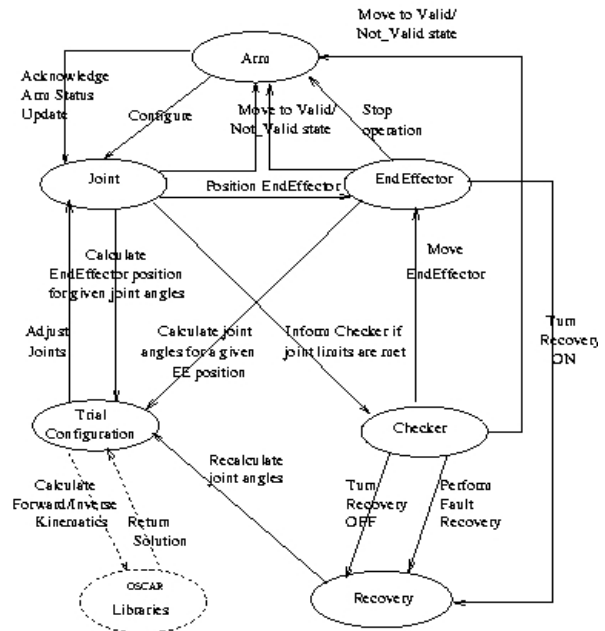 Move to Valid/
Not_Valid state
Arm
Acknowledge
Arm Status
Update
Configure
Move to Valid/
Not_Valid state
Stop
operation
Joint
Position EndEffector
EndEffector
Calculate
EndEffector position
for given joint angles
Move
EndEffector
Adjust
Joints
Calculate joint
angles for a given
EE position
Inform Checker if
joint limits are met
Turn
Recovery
ON
Trial
Configuration
Checker
Recalculate
joint angles
Calculate
Forward/Inverse
Kinematics
Return
Solution
Turn
Recovery
OFF
Perform
Fault
Recovery
OSCAR
Libraries
Recovery